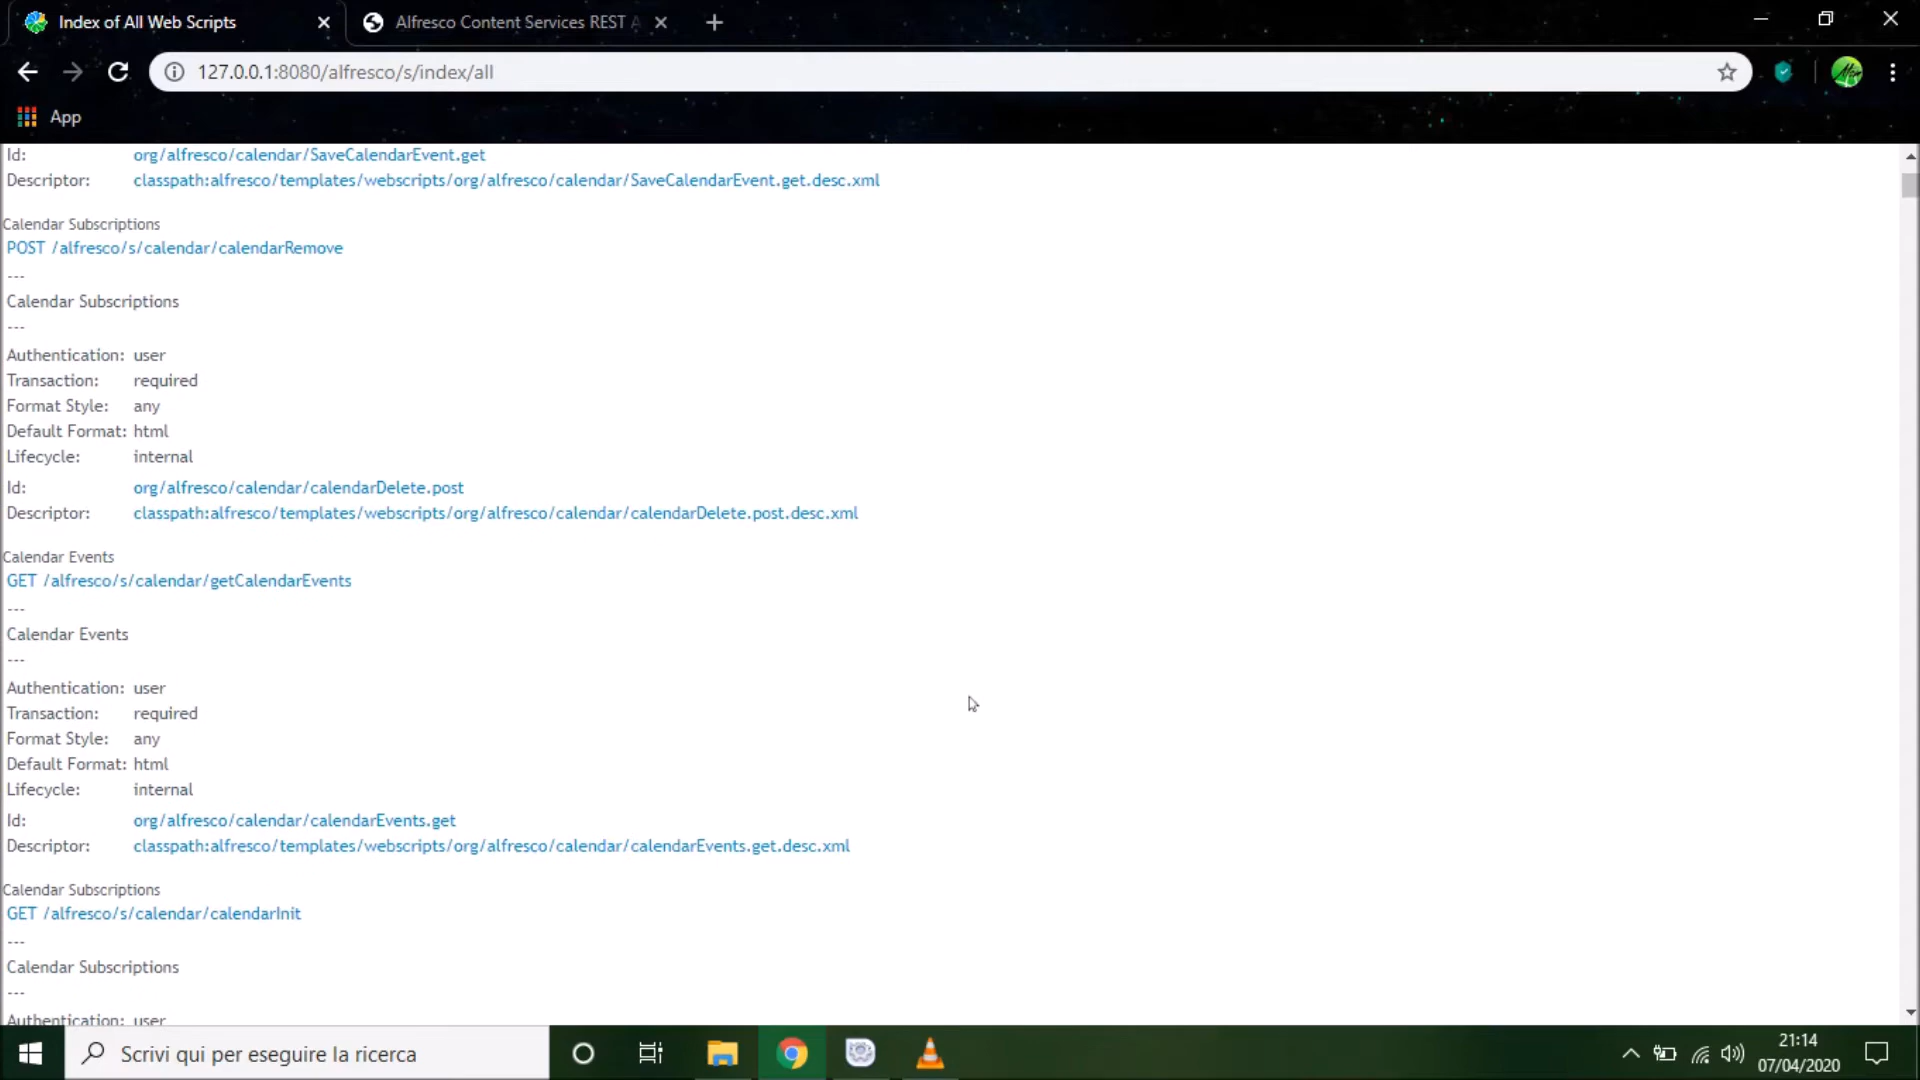 Index of All Web Scripts
Alfresco Content Services REST A
127.0.0.1:8080/alfresco/s/index/all
App
Id: org/alfresco/calendar/SaveCalendarEvent.get
Descriptor: classpath:alfresco/templates/webscripts/org/alfresco/calendar/SaveCalendarEvent.get.desc.xml
Calendar Subscriptions
POST /alfresco/s/calendar/calendarRemove
---
Calendar Subscriptions
---
Authentication: user
Transaction: required
Format Style: any
Default Format: html
Lifecycle: internal
Id: org/alfresco/calendar/calendarDelete.post
Descriptor: classpath:alfresco/templates/webscripts/org/alfresco/calendar/calendarDelete.post.desc.xml
Calendar Events
GET /alfresco/s/calendar/getCalendarEvents
---
Calendar Events
---
Authentication: user
Transaction: required
Format Style: any
Default Format: html
Lifecycle: internal
Id: org/alfresco/calendar/calendarEvents.get
Descriptor: classpath:alfresco/templates/webscripts/org/alfresco/calendar/calendarEvents.get.desc.xml
Calendar Subscriptions
GET /alfresco/s/calendar/calendarInit
---
Calendar Subscriptions
---
Authentication: user
Scrivi qui per eseguire la ricerca
21:14
07/04/2020